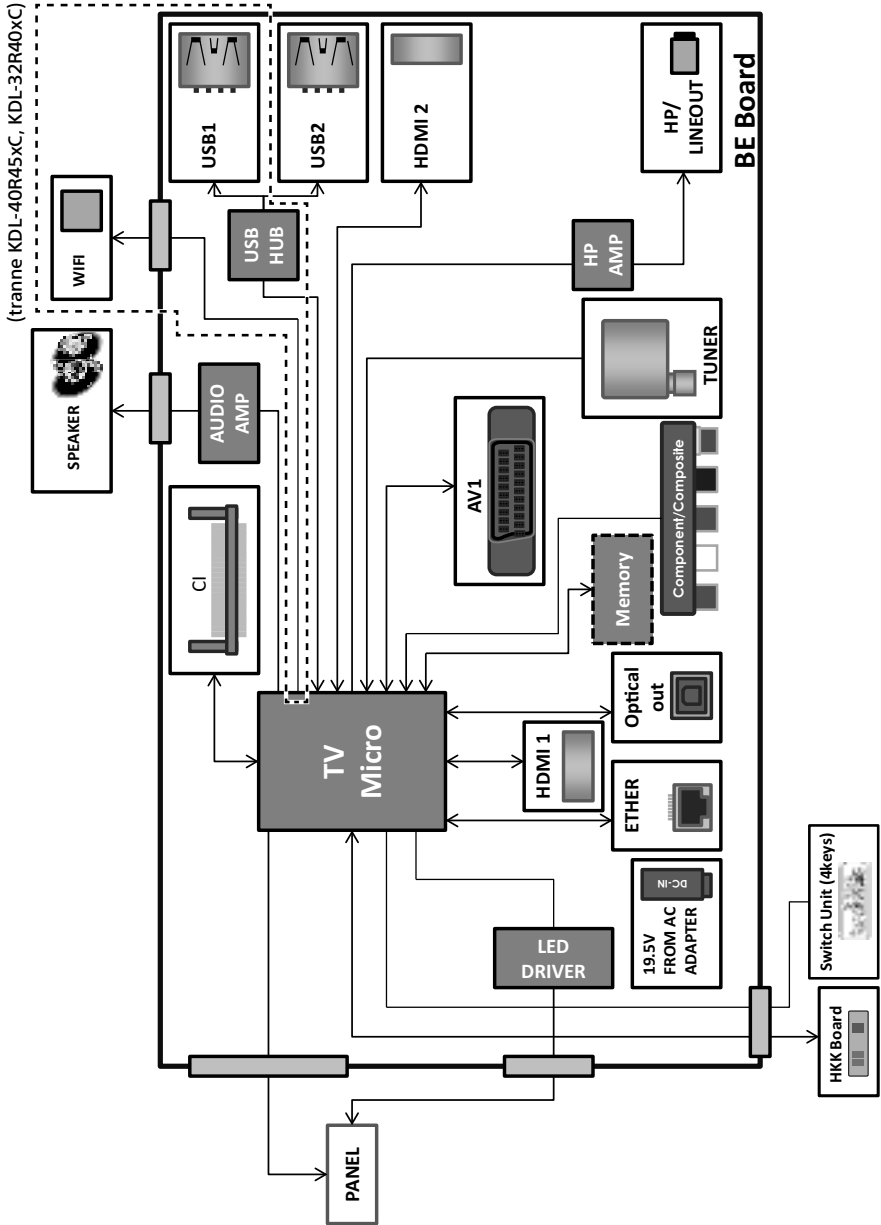 (tranne KDL-40R45xC, KDL-32R40xC)
WIFI
SPEAKER
USB1
USB2
HDMI 2
HP/
LINEOUT
BE Board
USB
HUB
HP
AMP
AUDIO
AMP
TUNER
CI
AV1
Component/Composite
Memory
TV
Micro
Optical
out
HDMI 1
ETHER
DC-IN
19.5V
FROM AC
ADAPTER
LED
DRIVER
Switch Unit (4keys)
HKK Board
PANEL